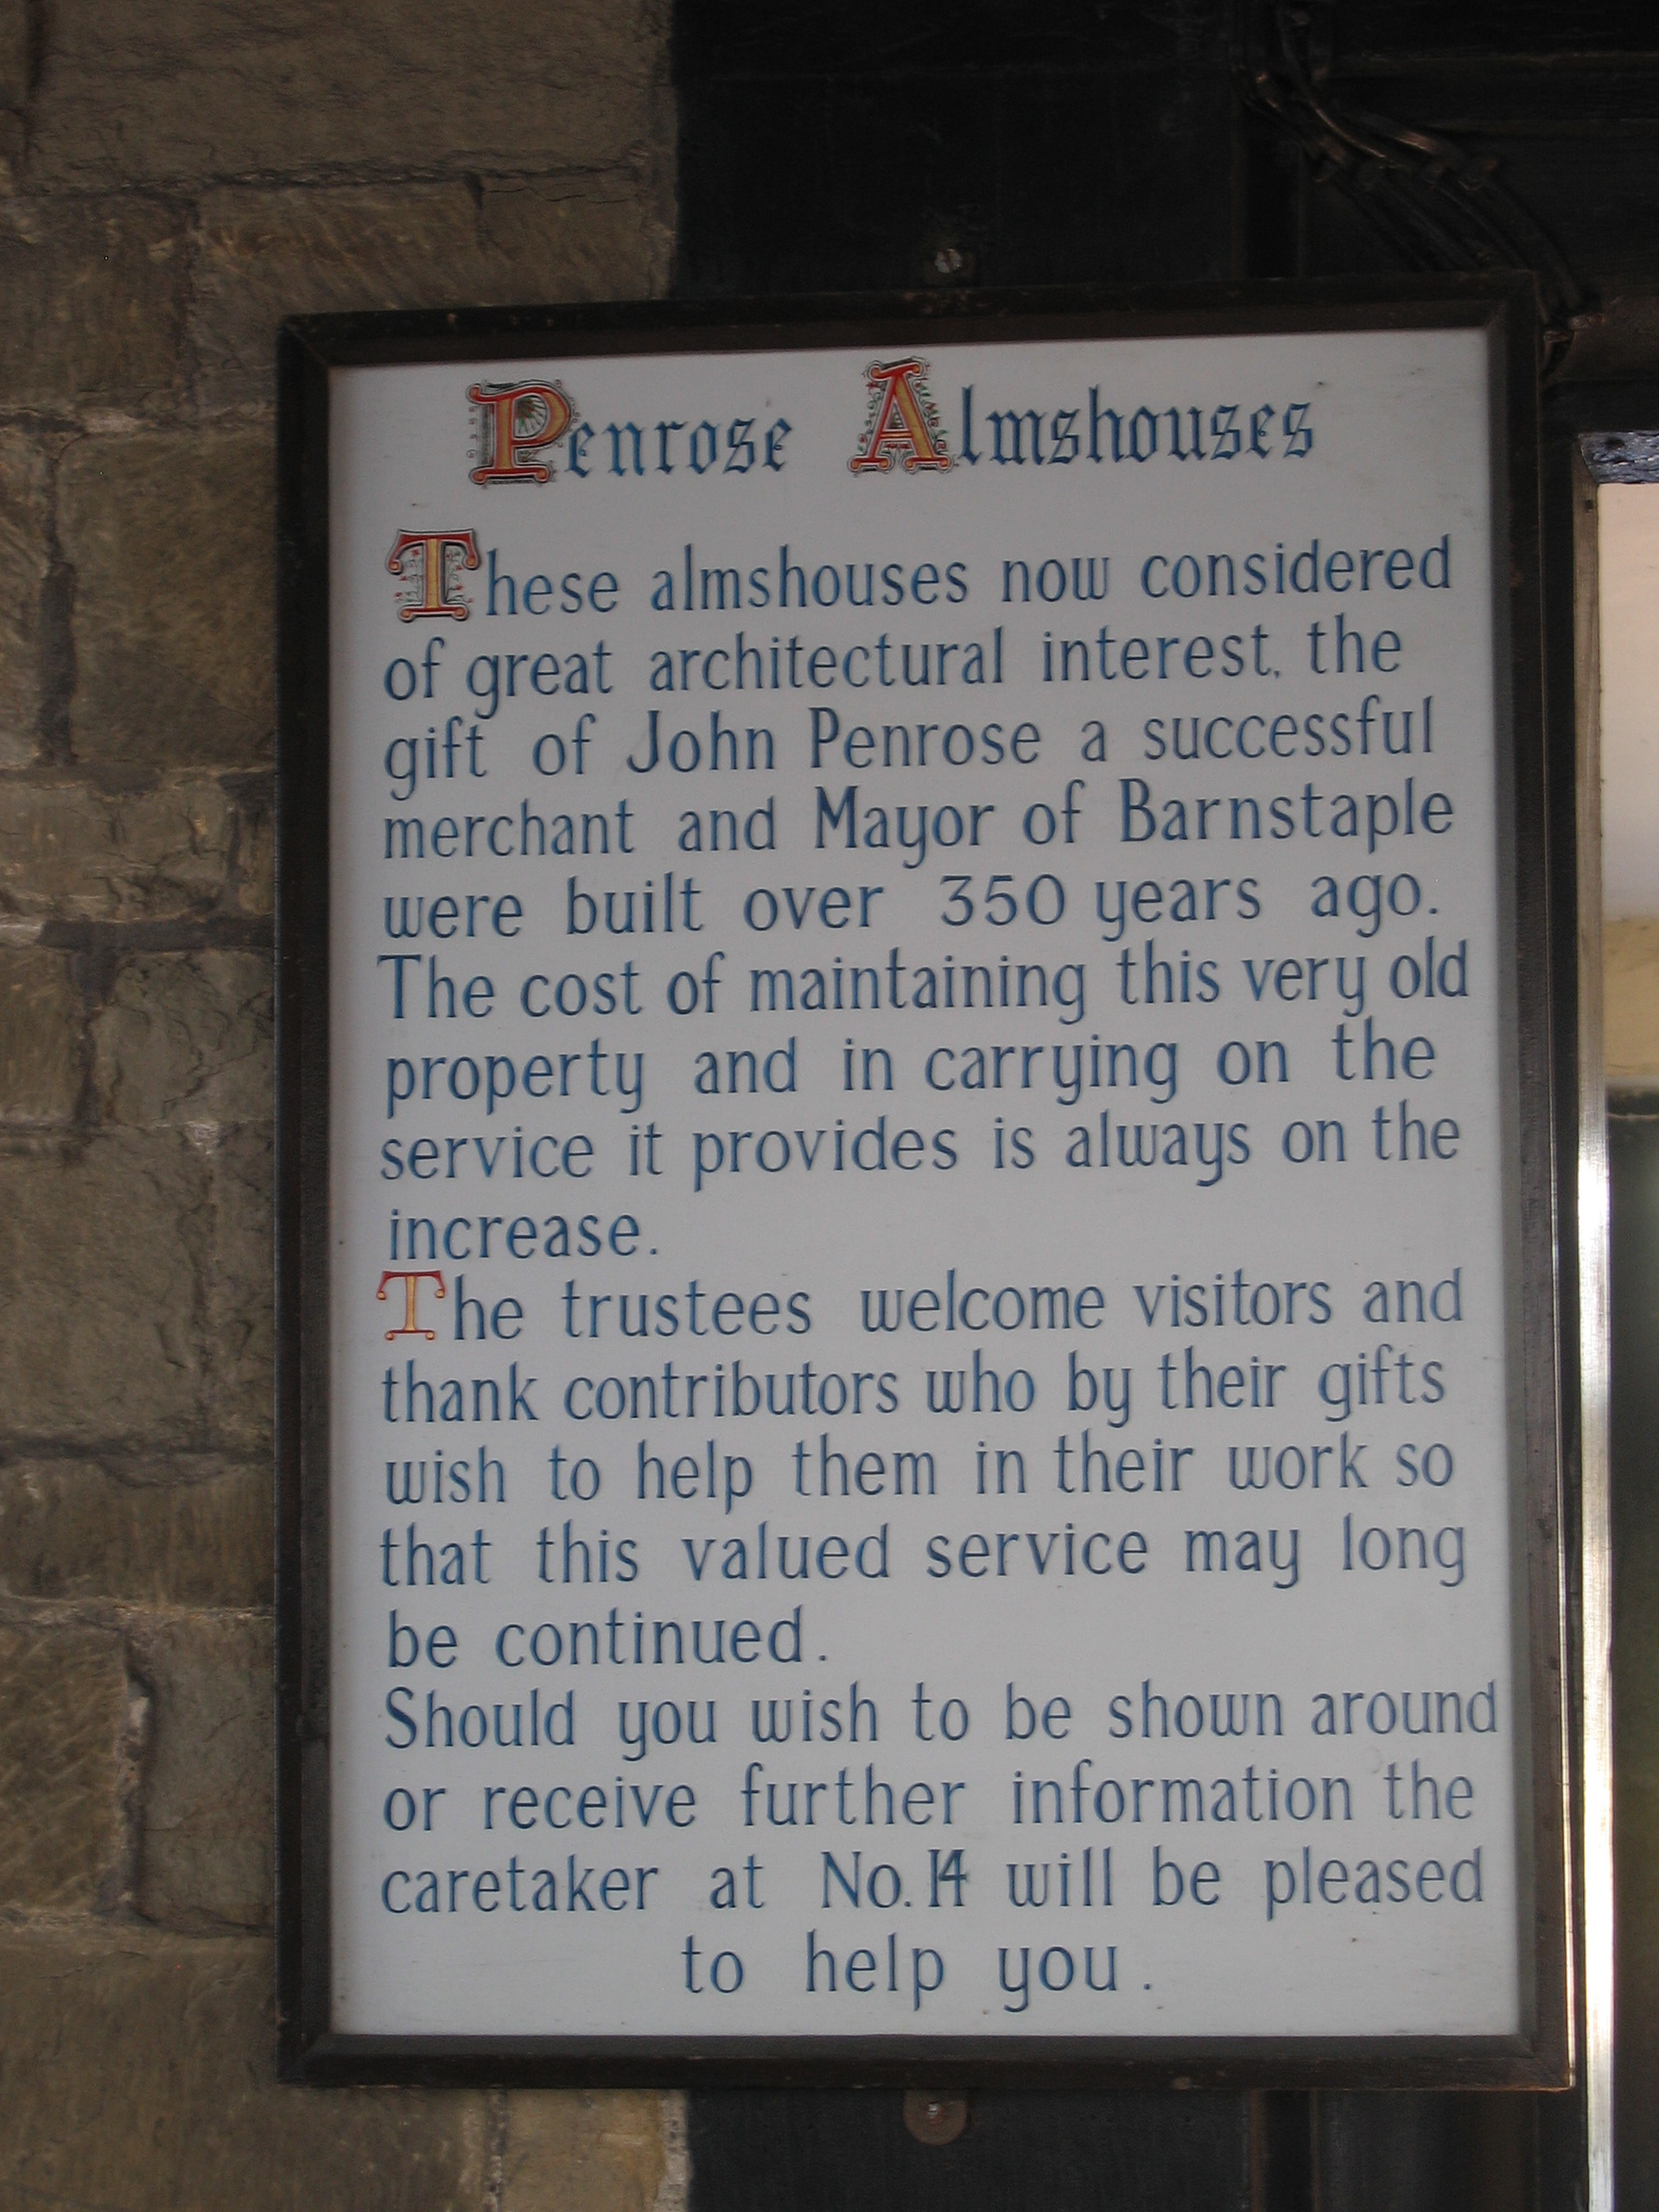 Penrose Almshouses
These almshouses now considered
of great architectural interest, the
gift of John Penrose a successful
merchant and Mayor of Barnstaple
were built over 350 years ago.
The cost of maintaining this very old
property and in carrying on the
service it provides is always on the
increase.
The trustees welcome visitors and
thank contributors who by their gifts
wish to help them in their work so
that this valued service may long
be continued.
Should you wish to be shown around
or receive further information the
caretaker at No.14 will be pleased
to help you.